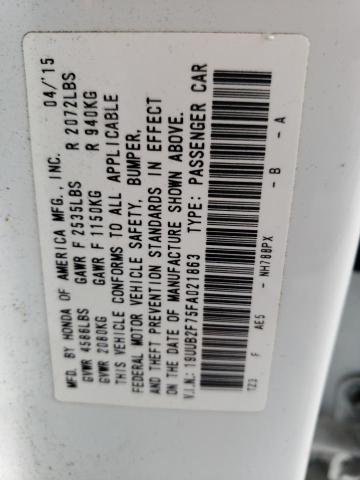 MFD. BY HONDA OF AMERICA MFG., INC. 04/'15
GVWR 4586LBS GAWR F 2535LBS R 2072LBS
GVWR 2080KG GAWR F 1150KG R 940KG
THIS VEHICLE CONFORMS TO ALL APPLICABLE
FEDERAL MOTOR VEHICLE SAFETY, BUMPER,
AND THEFT PREVENTION STANDARDS IN EFFECT
ON THE DATE OF MANUFACTURE SHOWN ABOVE.
V.I.N.: 19UUB2F75FA021863 TYPE: PASSENGER CAR
TZ3 F AE5 - NH788PX - B - A